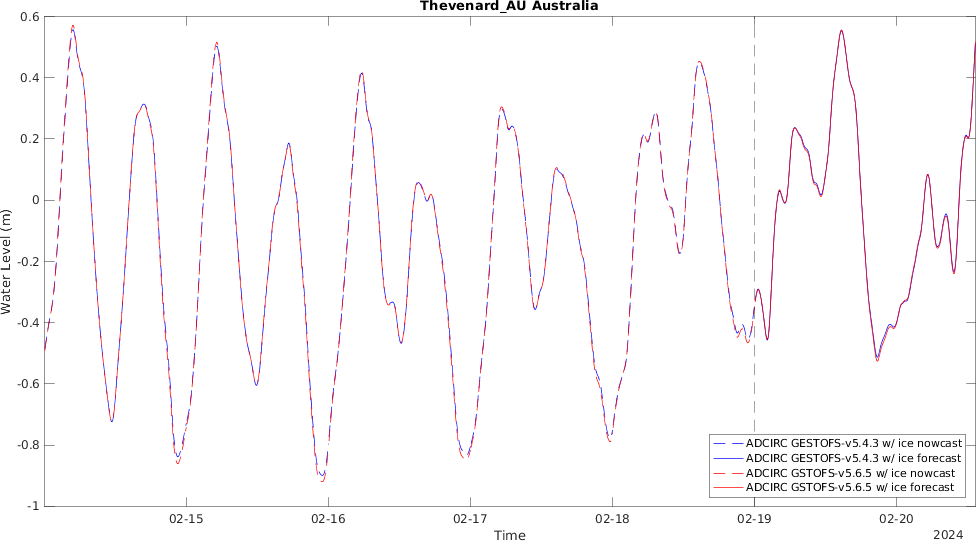 Thevenard_AU Australia
0.6
0.4
0.2
0
-0.2
-0.4
-0.6
-0.8
-1
Water Level (m)
02-15
02-16
02-17
02-18
02-19
02-20
Time
2024
ADCIRC GESTOFS-v5.4.3 w/ ice nowcast
ADCIRC GESTOFS-v5.4.3 w/ ice forecast
ADCIRC GSTOFS-v5.6.5 w/ ice nowcast
ADCIRC GSTOFS-v5.6.5 w/ ice forecast